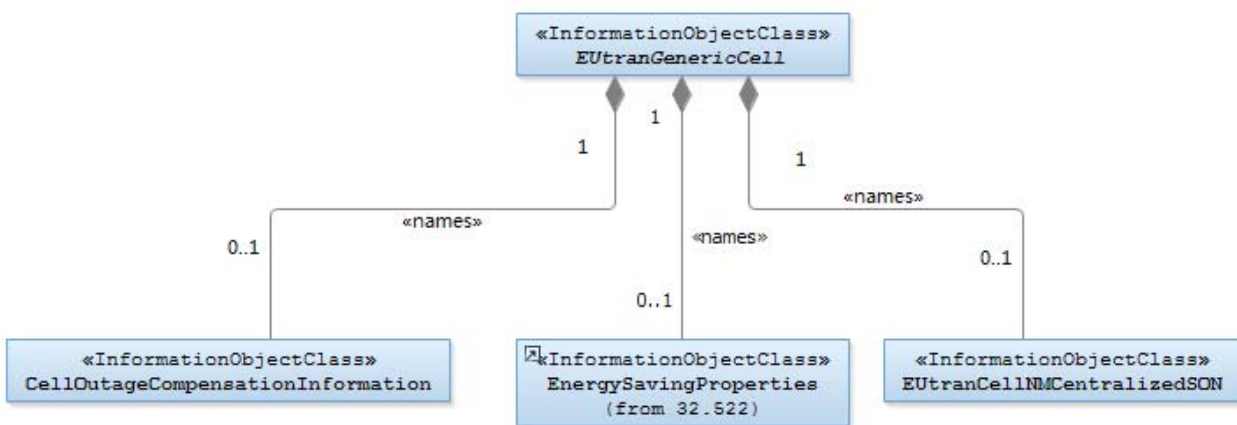 «InformationObjectClass»
EUtranGenericCell
1
1
1
«names»
«names»
«names»
0..1
0..1
0..1
«InformationObjectClass»
CellOutageCompensationInformation
«InformationObjectClass»
EnergySavingProperties
(from 32.522)
«InformationObjectClass»
EUtranCellNMCentralizedSON